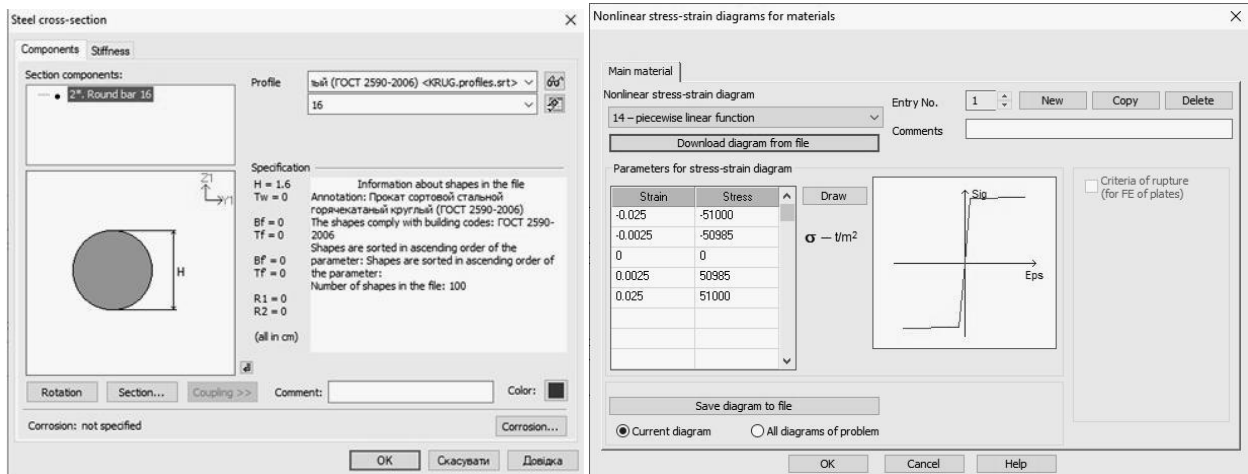 Steel cross-section
Components
Stiffness
Section components:
2*. Round bar 16
Profile
ый (ГОСТ 2590-2006) <KRUG.profiles.srt>
16
Z1
Y1
H
Specification
H = 1.6
Tw = 0
Bf = 0
Tf = 0
Bf' = 0
Tf' = 0
R1 = 0
R2 = 0
(all in cm)
Information about shapes in the file
Annotation: Прокат сортовой стальной
горячекатаный круглый (ГОСТ 2590-2006)
The shapes comply with building codes: ГОСТ 2590-
2006
Shapes are sorted in ascending order of the
parameter: Shapes are sorted in ascending order of
the parameter:
Number of shapes in the file: 100
Rotation
Section...
Coupling >>
Comment:
Color:
Corrosion: not specified
Corrosion...
OK
Скасувати
Довідка
Nonlinear stress-strain diagrams for materials
Main material
Nonlinear stress-strain diagram
14 – piecewise linear function
Download diagram from file
Entry No.
1
New
Copy
Delete
Comments
Parameters for stress-strain diagram
Strain Stress
-0.025 -51000
-0.0025 -50985
0 0
0.0025 50985
0.025 51000
Draw
σ – t/m²
Sig
Eps
Criteria of rupture
(for FE of plates)
Save diagram to file
Current diagram
All diagrams of problem
OK
Cancel
Help